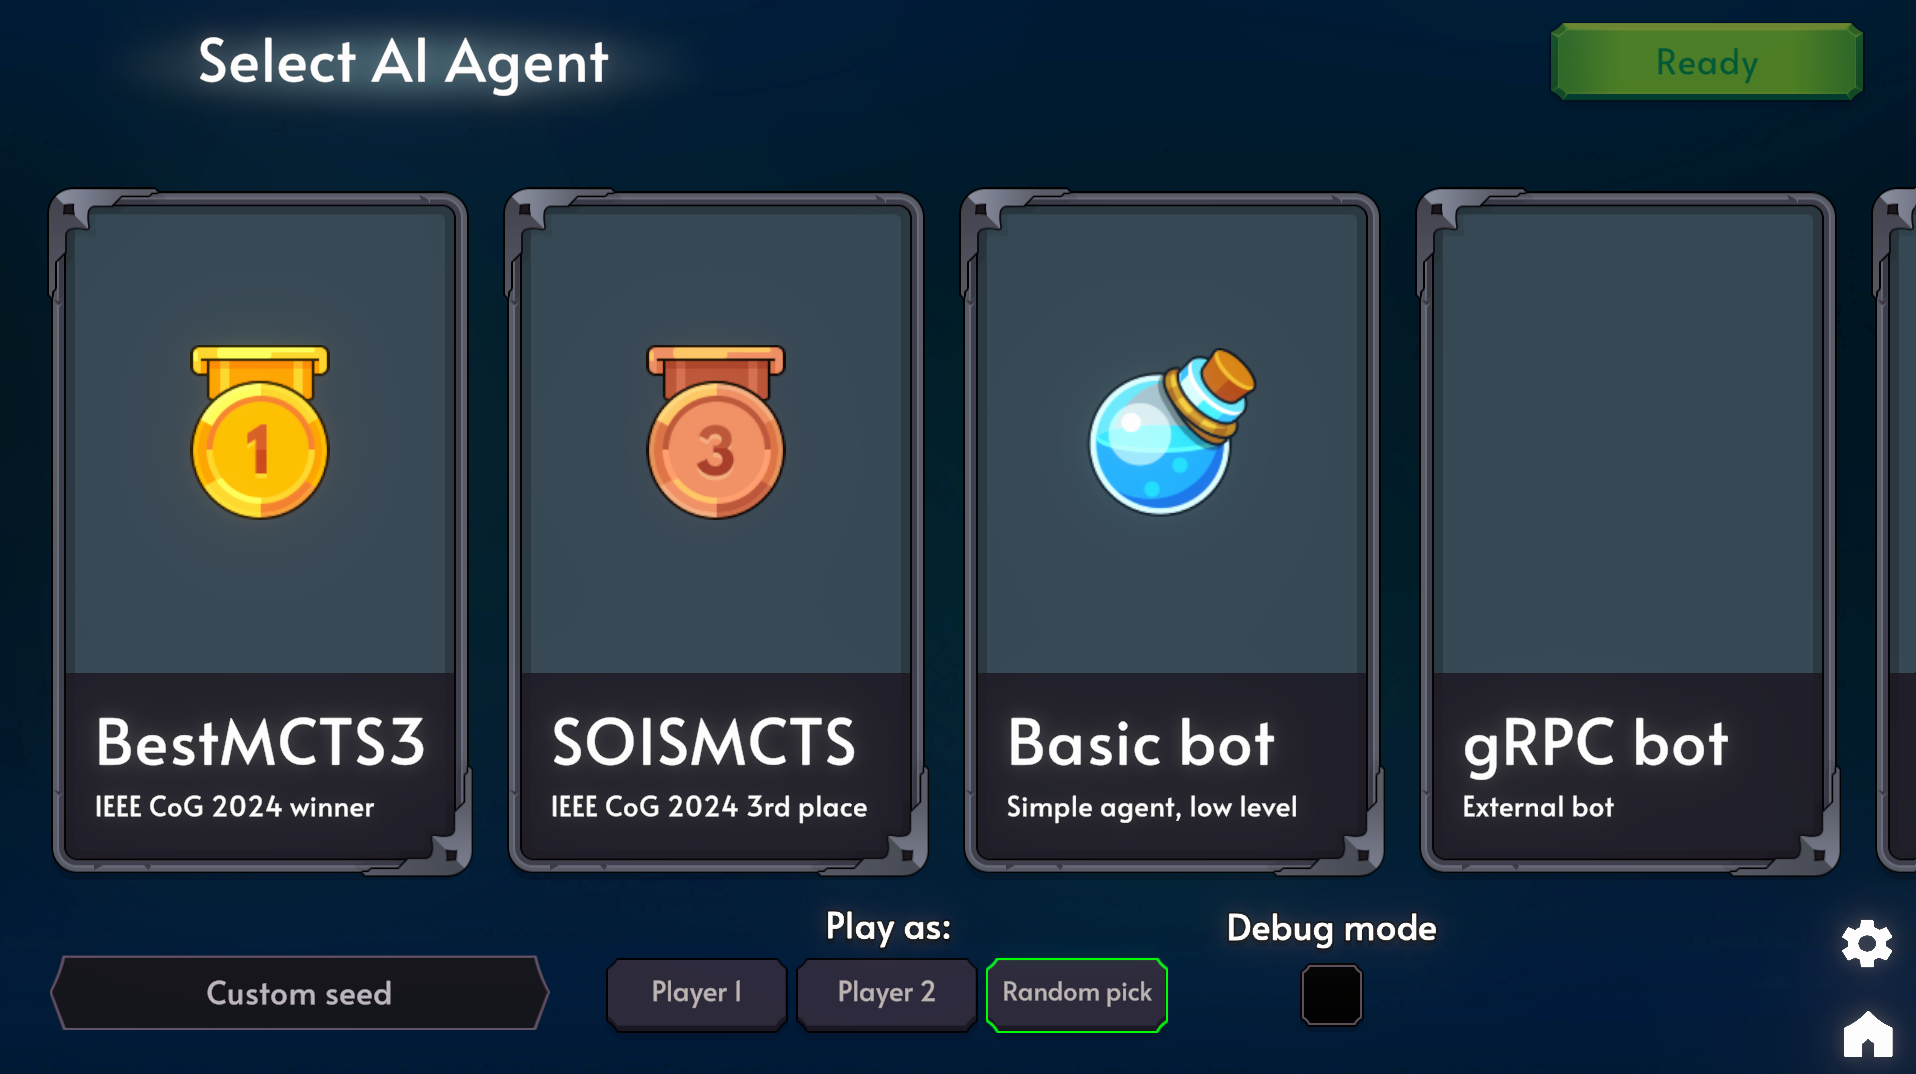 Select AI Agent
Ready
1
3
BestMCTS3
IEEE CoG 2024 winner
SOISMCTS
IEEE CoG 2024 3rd place
Basic bot
Simple agent, low level
gRPC bot
External bot
Play as:
Debug mode
Custom seed
Player 1
Player 2
Random pick